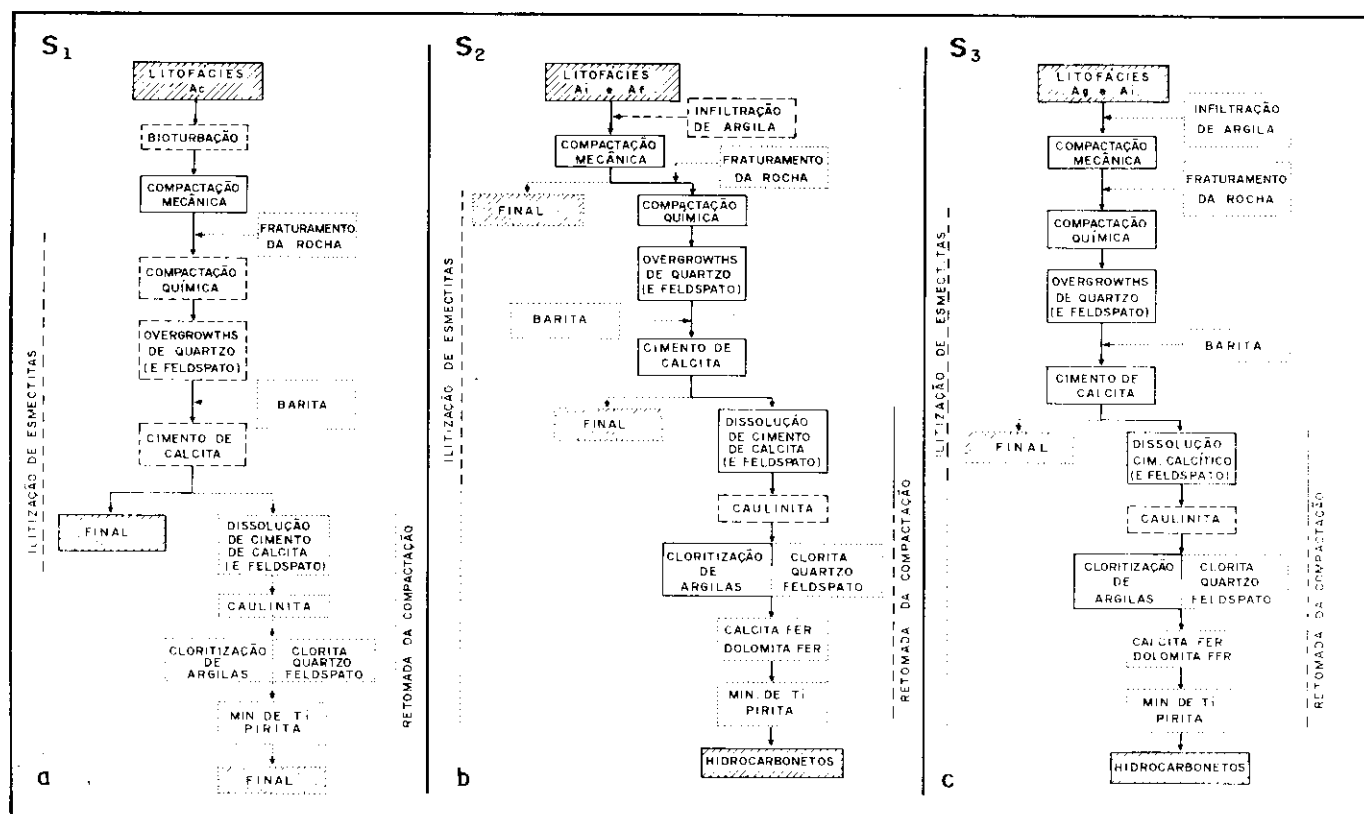 S1
LITOFÁCIES
Ac
BIOTURBAÇÃO
COMPACTAÇÃO
MECÂNICA
FRATURAMENTO
DA ROCHA
COMPACTAÇÃO
QUÍMICA
OVERGROWTHS
DE QUARTZO
(E FELDSPATO)
BARITA
CIMENTO DE
CALCITA
FINAL
DISSOLUÇÃO
DE CIMENTO
DE CALCITA
(E FELDSPATO)
CAULINITA
CLORITIZAÇÃO
DE
ARGILAS
CLORITA
QUARTZO
FELDSPATO
MIN DE Ti
PIRITA
FINAL
ILITIZAÇÃO DE ESMECTITAS
RETOMADA DA COMPACTAÇÃO
a
S2
LITOFÁCIES
Ai e Af
INFILTRAÇÃO
DE ARGILA
COMPACTAÇÃO
MECÂNICA
FRATURAMENTO
DA ROCHA
FINAL
COMPACTAÇÃO
QUÍMICA
OVERGROWTHS
DE QUARTZO
(E FELDSPATO)
BARITA
CIMENTO DE
CALCITA
FINAL
DISSOLUÇÃO
DE CIMENTO
DE CALCITA
(E FELDSPATO)
CAULINITA
CLORITIZAÇÃO
DE
ARGILAS
CLORITA
QUARTZO
FELDSPATO
CALCITA FER
DOLOMITA FER
MIN. DE Ti
PIRITA
HIDROCARBONETOS
ILITIZAÇÃO DE ESMECTITAS
RETOMADA DA COMPACTAÇÃO
b
S3
LITOFÁCIES
Ag e Ai
INFILTRAÇÃO
DE ARGILA
COMPACTAÇÃO
MECÂNICA
FRATURAMENTO
DA ROCHA
COMPACTAÇÃO
QUÍMICA
OVERGROWTHS
DE QUARTZO
(E FELDSPATO)
BARITA
CIMENTO DE
CALCITA
FINAL
DISSOLUÇÃO
CIM. CALCÍTICO
(E FELDSPATO)
CAULINITA
CLORITIZAÇÃO
DE
ARGILAS
CLORITA
QUARTZO
FELDSPATO
CALCITA FER
DOLOMITA FER
MIN DE Ti
PIRITA
HIDROCARBONETOS
ILITIZAÇÃO DE ESMECTITAS
RETOMADA DA COMPACTAÇÃO
c